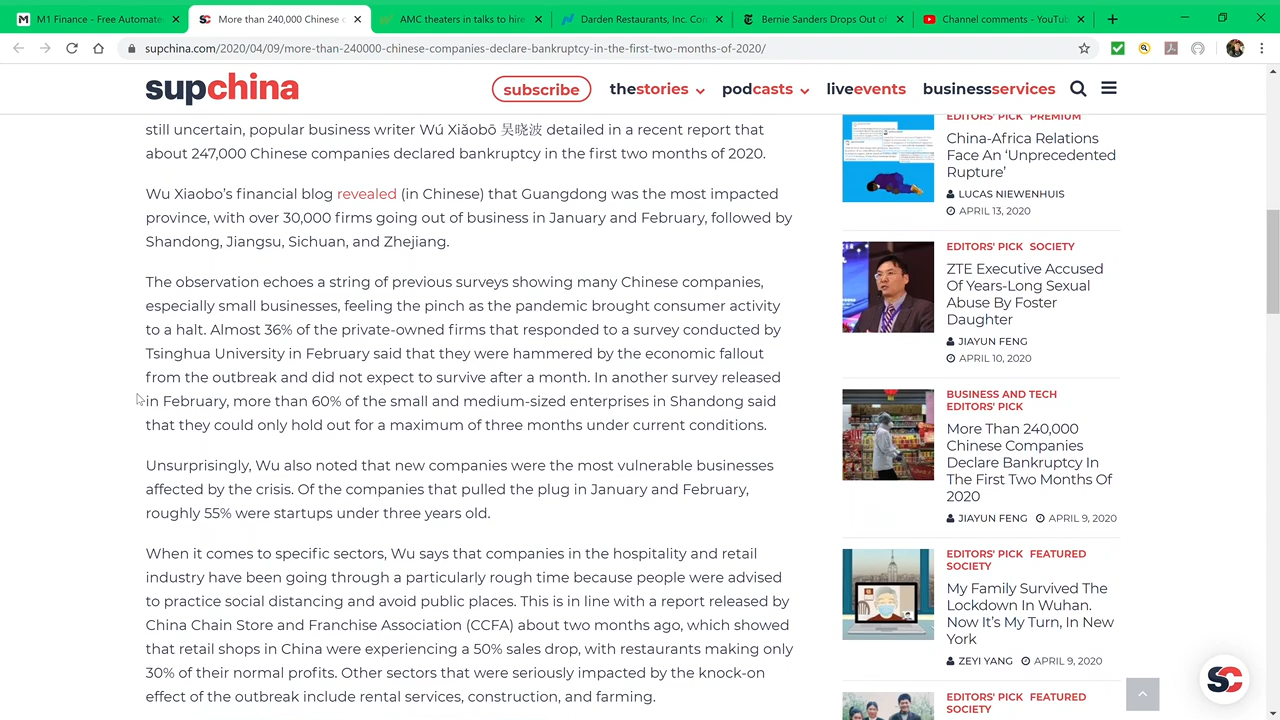 M1 Finance - Free Automate
More than 240,000 Chinese c
AMC theaters in talks to hire
Darden Restaurants, Inc. Con
Bernie Sanders Drops Out of
Channel comments - YouTu
supchina.com/2020/04/09/more-than-240000-chinese-companies-declare-bankruptcy-in-the-first-two-months-of-2020/
supchina
subscribe
thestories
podcasts
liveevents
businessservices
uncertain, popular business writer Wú Xiǎobō 吴晓波 detailed in a recent report that
Wu Xiaobo's financial blog revealed (in Chinese) that Guangdong was the most impacted
province, with over 30,000 firms going out of business in January and February, followed by
Shandong, Jiangsu, Sichuan, and Zhejiang.
The observation echoes a string of previous surveys showing many Chinese companies,
especially small businesses, feeling the pinch as the pandemic brought consumer activity
to a halt. Almost 36% of the private-owned firms that responded to a survey conducted by
Tsinghua University in February said that they were hammered by the economic fallout
from the outbreak and did not expect to survive after a month. In another survey released
in February, more than 60% of the small and medium-sized enterprises in Shandong said
that they could only hold out for a maximum of three months under current conditions.
Unsurprisingly, Wu also noted that new companies were the most vulnerable businesses
affected by the crisis. Of the companies that pulled the plug in January and February,
roughly 55% were startups under three years old.
When it comes to specific sectors, Wu says that companies in the hospitality and retail
industry have been going through a particularly rough time because people were advised
to practice social distancing and avoid public places. This is in line with a report released by
China Chain Store and Franchise Association (CCFA) about two months ago, which showed
that retail shops in China were experiencing a 50% sales drop, with restaurants making only
30% of their normal profits. Other sectors that were seriously impacted by the knock-on
effect of the outbreak include rental services, construction, and farming.
EDITORS' PICK PREMIUM
China-Africa Relations
Face An 'Unprecedented
Rupture'
LUCAS NIEWENHUIS
APRIL 13, 2020
EDITORS' PICK SOCIETY
ZTE Executive Accused
Of Years-Long Sexual
Abuse By Foster
Daughter
JIAYUN FENG
APRIL 10, 2020
BUSINESS AND TECH
EDITORS' PICK
More Than 240,000
Chinese Companies
Declare Bankruptcy In
The First Two Months Of
2020
JIAYUN FENG APRIL 9, 2020
EDITORS' PICK FEATURED
SOCIETY
My Family Survived The
Lockdown In Wuhan.
Now It's My Turn, In New
York
ZEYI YANG APRIL 9, 2020
EDITORS' PICK FEATURED
SOCIETY
SC